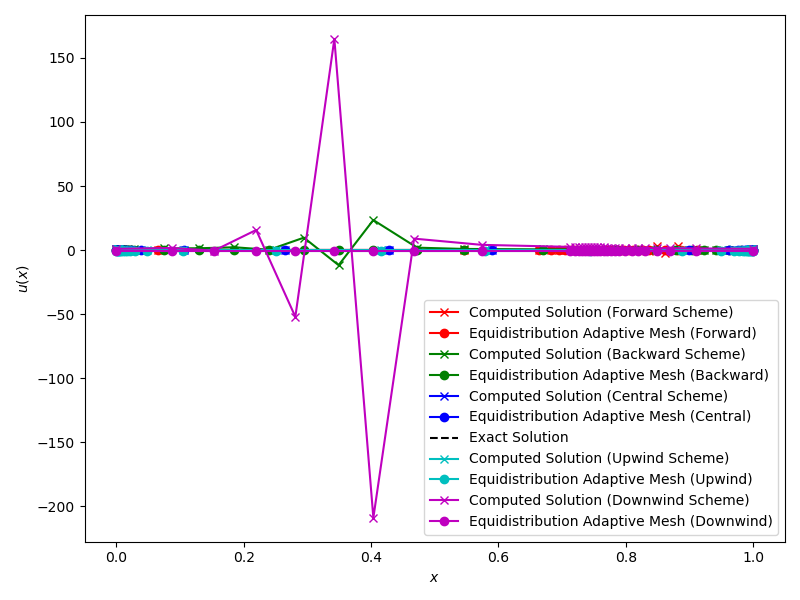 150
100
50
0
−50
−100
−150
−200
u(x)
0.0 0.2 0.4 0.6 0.8 1.0
x
Computed Solution (Forward Scheme)
Equidistribution Adaptive Mesh (Forward)
Computed Solution (Backward Scheme)
Equidistribution Adaptive Mesh (Backward)
Computed Solution (Central Scheme)
Equidistribution Adaptive Mesh (Central)
Exact Solution
Computed Solution (Upwind Scheme)
Equidistribution Adaptive Mesh (Upwind)
Computed Solution (Downwind Scheme)
Equidistribution Adaptive Mesh (Downwind)